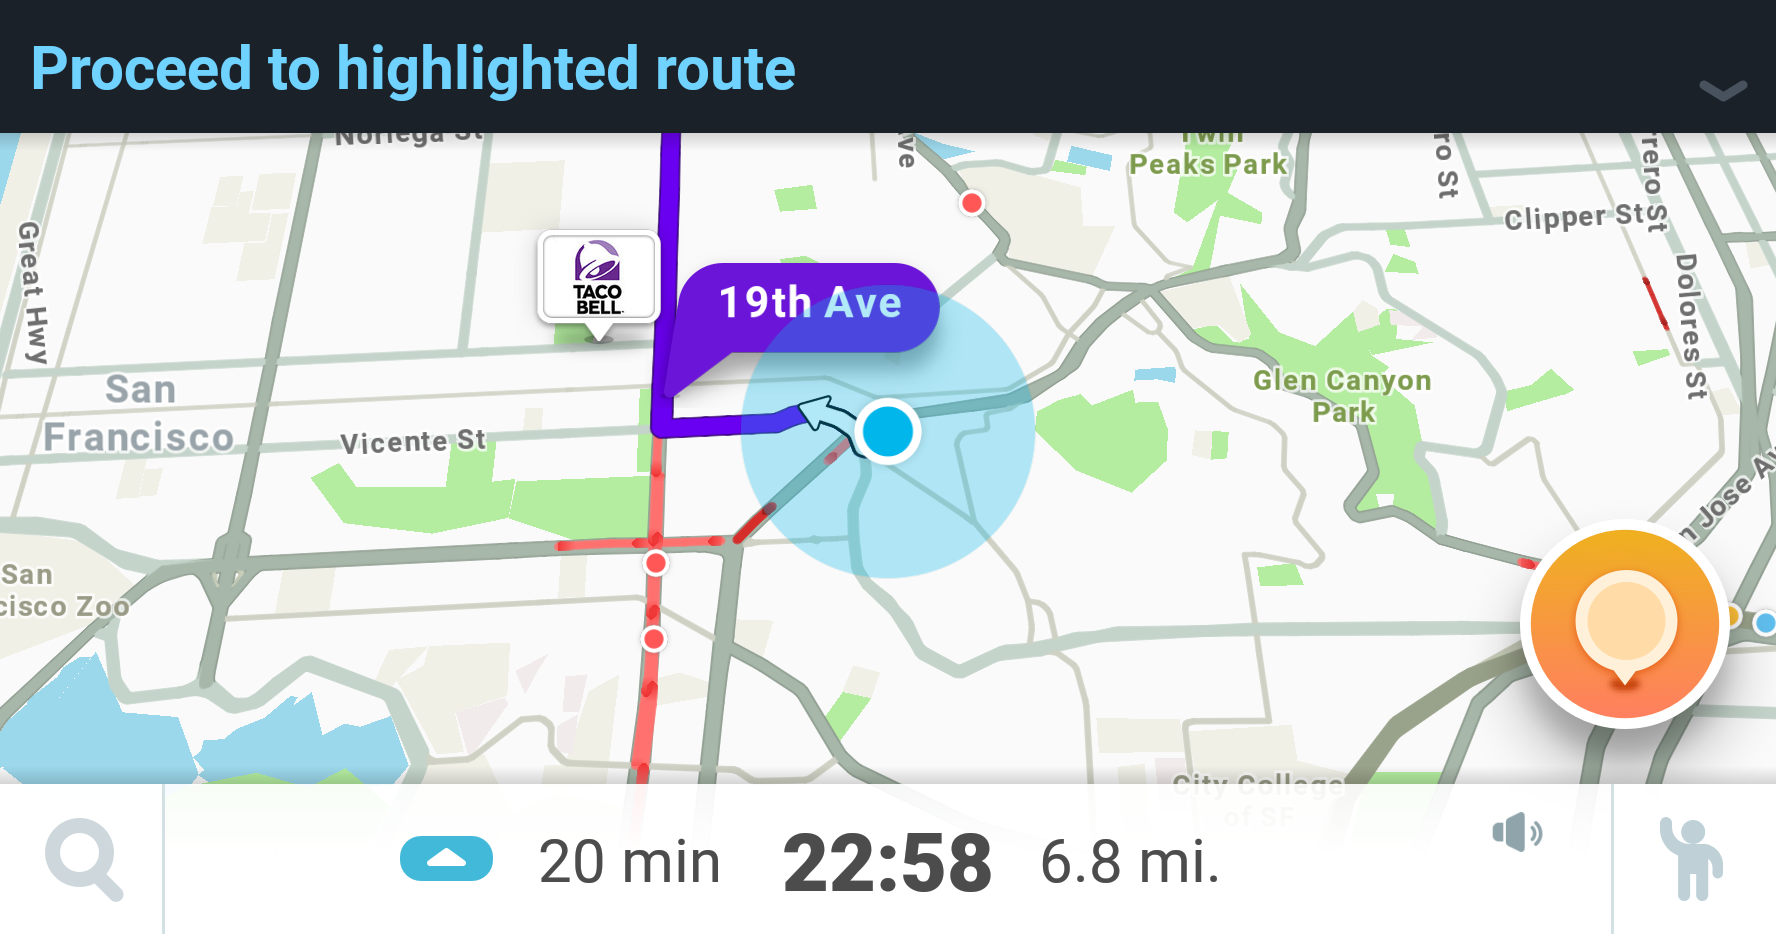 Proceed to highlighted route
Noriega St
Ave
Twin
Peaks Park
Clipper St
Great Hwy
TACO
BELL
19th Ave
Dolores St
San
Francisco
Vicente St
Glen Canyon
Park
Jose Av
San
cisco Zoo
City College
of SF
20 min
22:58
6.8 mi.